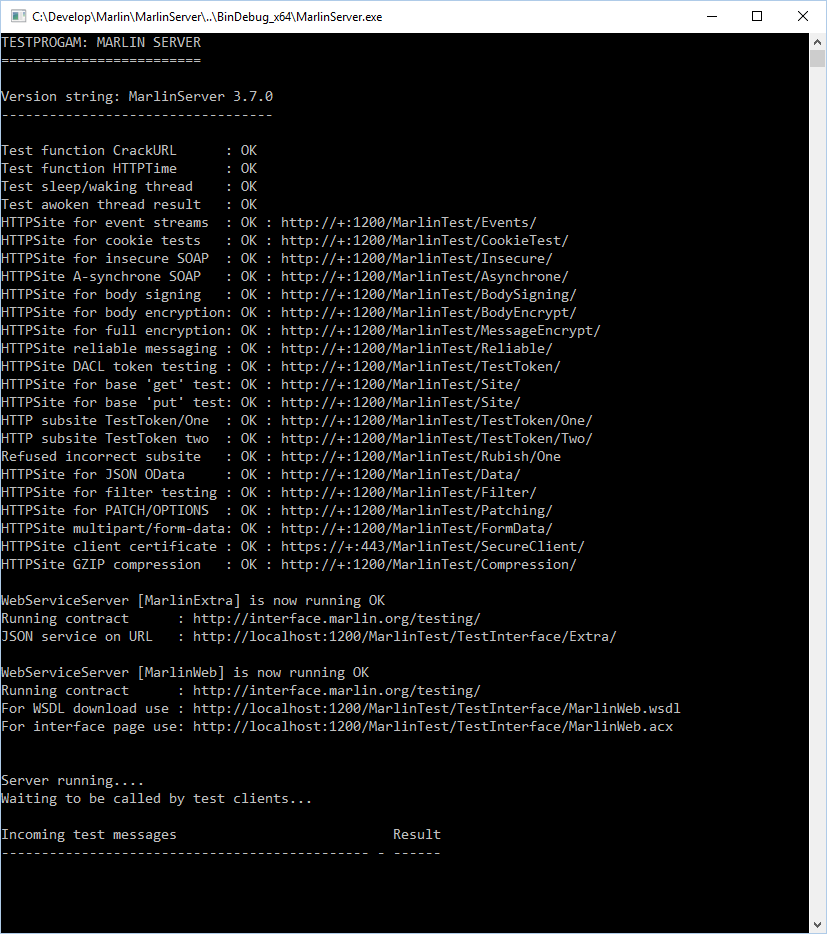 C:\Develop\Marlin\MarlinServer\..\BinDebug_x64\MarlinServer.exe
TESTPROGAM: MARLIN SERVER
=========================
Version string: MarlinServer 3.7.0
----------------------------------
Test function CrackURL      : OK
Test function HTTPTime      : OK
Test sleep/waking thread    : OK
Test awoken thread result   : OK
HTTPSite for event streams  : OK : http://+:1200/MarlinTest/Events/
HTTPSite for cookie tests   : OK : http://+:1200/MarlinTest/CookieTest/
HTTPSite for insecure SOAP  : OK : http://+:1200/MarlinTest/Insecure/
HTTPSite A-synchrone SOAP   : OK : http://+:1200/MarlinTest/Asynchrone/
HTTPSite for body signing   : OK : http://+:1200/MarlinTest/BodySigning/
HTTPSite for body encryption: OK : http://+:1200/MarlinTest/BodyEncrypt/
HTTPSite for full encryption: OK : http://+:1200/MarlinTest/MessageEncrypt/
HTTPSite reliable messaging : OK : http://+:1200/MarlinTest/Reliable/
HTTPSite DACL token testing : OK : http://+:1200/MarlinTest/TestToken/
HTTPSite for base 'get' test: OK : http://+:1200/MarlinTest/Site/
HTTPSite for base 'put' test: OK : http://+:1200/MarlinTest/Site/
HTTP subsite TestToken/One  : OK : http://+:1200/MarlinTest/TestToken/One/
HTTP subsite TestToken two  : OK : http://+:1200/MarlinTest/TestToken/Two/
Refused incorrect subsite   : OK : http://+:1200/MarlinTest/Rubish/One
HTTPSite for JSON OData     : OK : http://+:1200/MarlinTest/Data/
HTTPSite for filter testing : OK : http://+:1200/MarlinTest/Filter/
HTTPSite for PATCH/OPTIONS  : OK : http://+:1200/MarlinTest/Patching/
HTTPSite multipart/form-data: OK : http://+:1200/MarlinTest/FormData/
HTTPSite client certificate : OK : https://+:443/MarlinTest/SecureClient/
HTTPSite GZIP compression   : OK : http://+:1200/MarlinTest/Compression/
WebServiceServer [MarlinExtra] is now running OK
Running contract      : http://interface.marlin.org/testing/
JSON service on URL   : http://localhost:1200/MarlinTest/TestInterface/Extra/
WebServiceServer [MarlinWeb] is now running OK
Running contract      : http://interface.marlin.org/testing/
For WSDL download use : http://localhost:1200/MarlinTest/TestInterface/MarlinWeb.wsdl
For interface page use: http://localhost:1200/MarlinTest/TestInterface/MarlinWeb.acx
Server running....
Waiting to be called by test clients...
Incoming test messages                           Result
---------------------------------------------- - ------